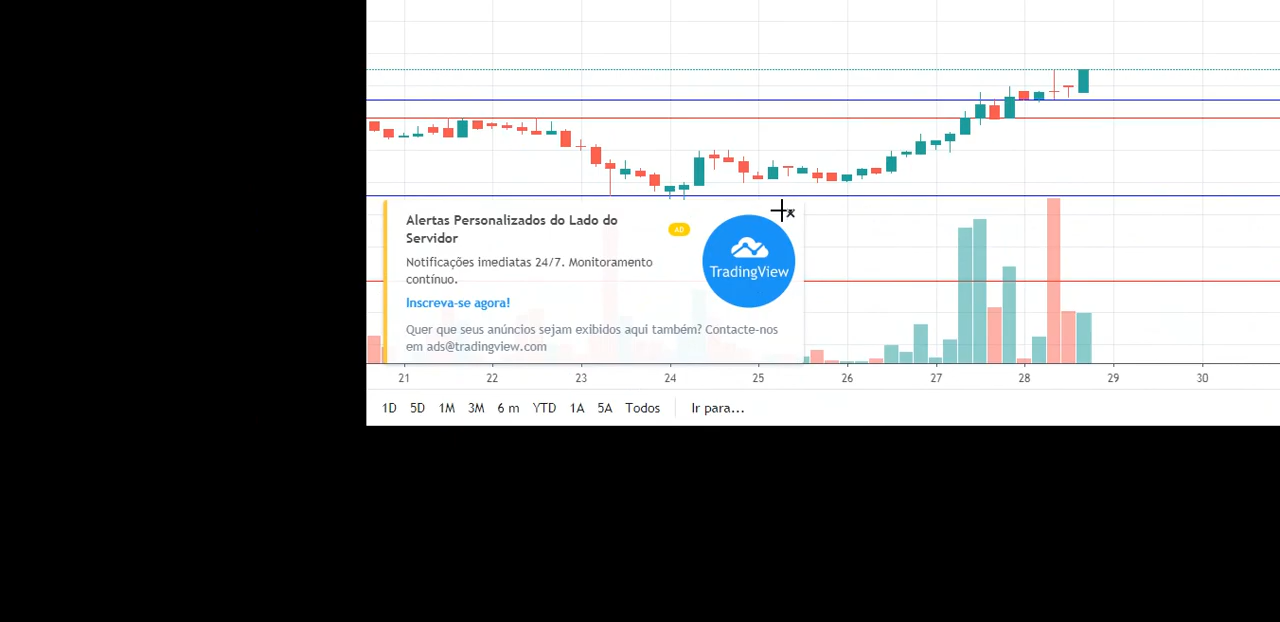 Alertas Personalizados do Lado do
Servidor
AD
Notificações imediatas 24/7. Monitoramento
contínuo.
Inscreva-se agora!
Quer que seus anúncios sejam exibidos aqui também? Contacte-nos
em ads@tradingview.com
TradingView
21 22 23 24 25 26 27 28 29 30
1D 5D 1M 3M 6 m YTD 1A 5A Todos Ir para...